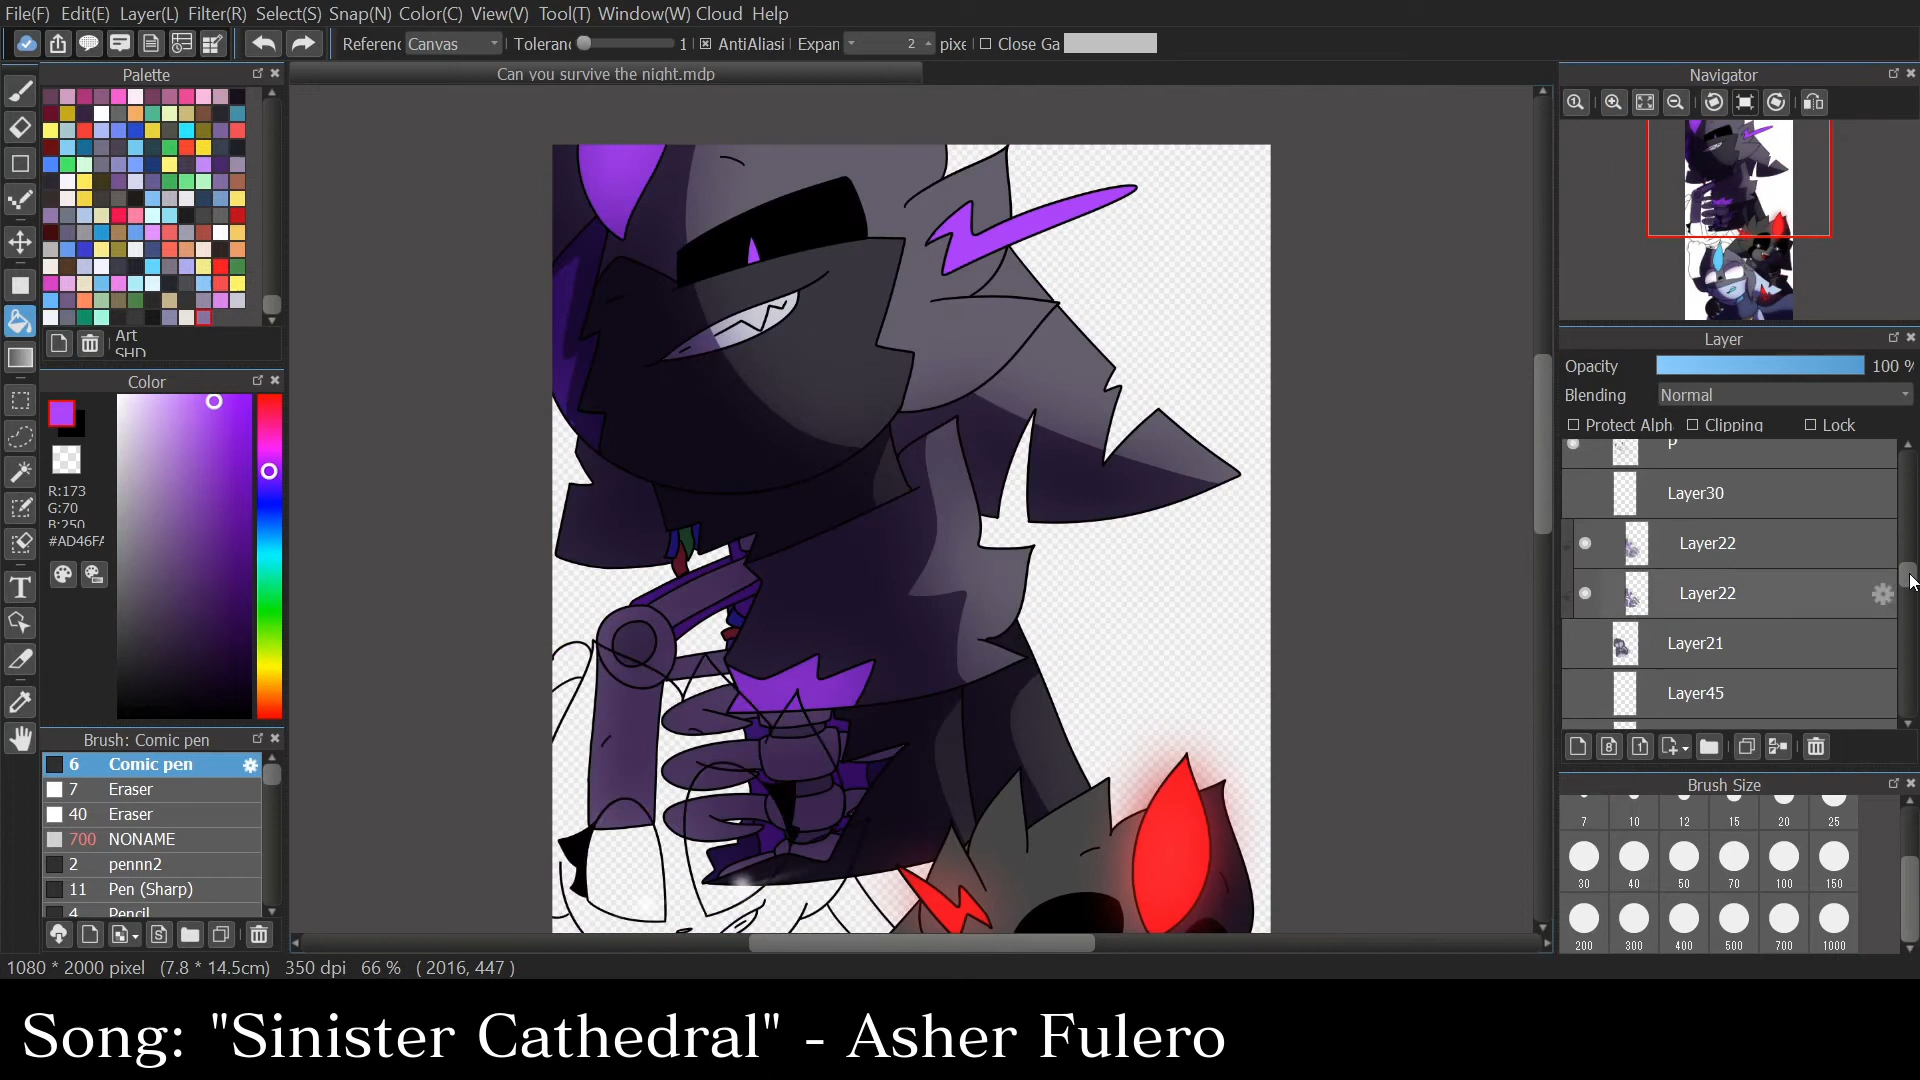 File(F) Edit(E) Layer(L) Filter(R) Select(S) Snap(N) Color(C) View(V) Tool(T) Window(W) Cloud Help
Referenc Canvas Toleran 1 AntiAliasi Expan 2 pixe Close Ga
Palette
Can you survive the night.mdp
Navigator
Art
SHD
Color
R:173
G:70
B:250
#AD46FA
Layer
Opacity 100 %
Blending Normal
Protect Alph Clipping Lock
p
Layer30
Layer22
Layer22
Layer21
Layer45
Brush: Comic pen
6 Comic pen
7 Eraser
40 Eraser
700 NONAME
2 pennn2
11 Pen (Sharp)
4 Pencil
Brush Size
7 10 12 15 20 25
30 40 50 70 100 150
200 300 400 500 700 1000
1080 * 2000 pixel (7.8 * 14.5cm) 350 dpi 66 % ( 2016, 447 )
Song: "Sinister Cathedral" - Asher Fulero